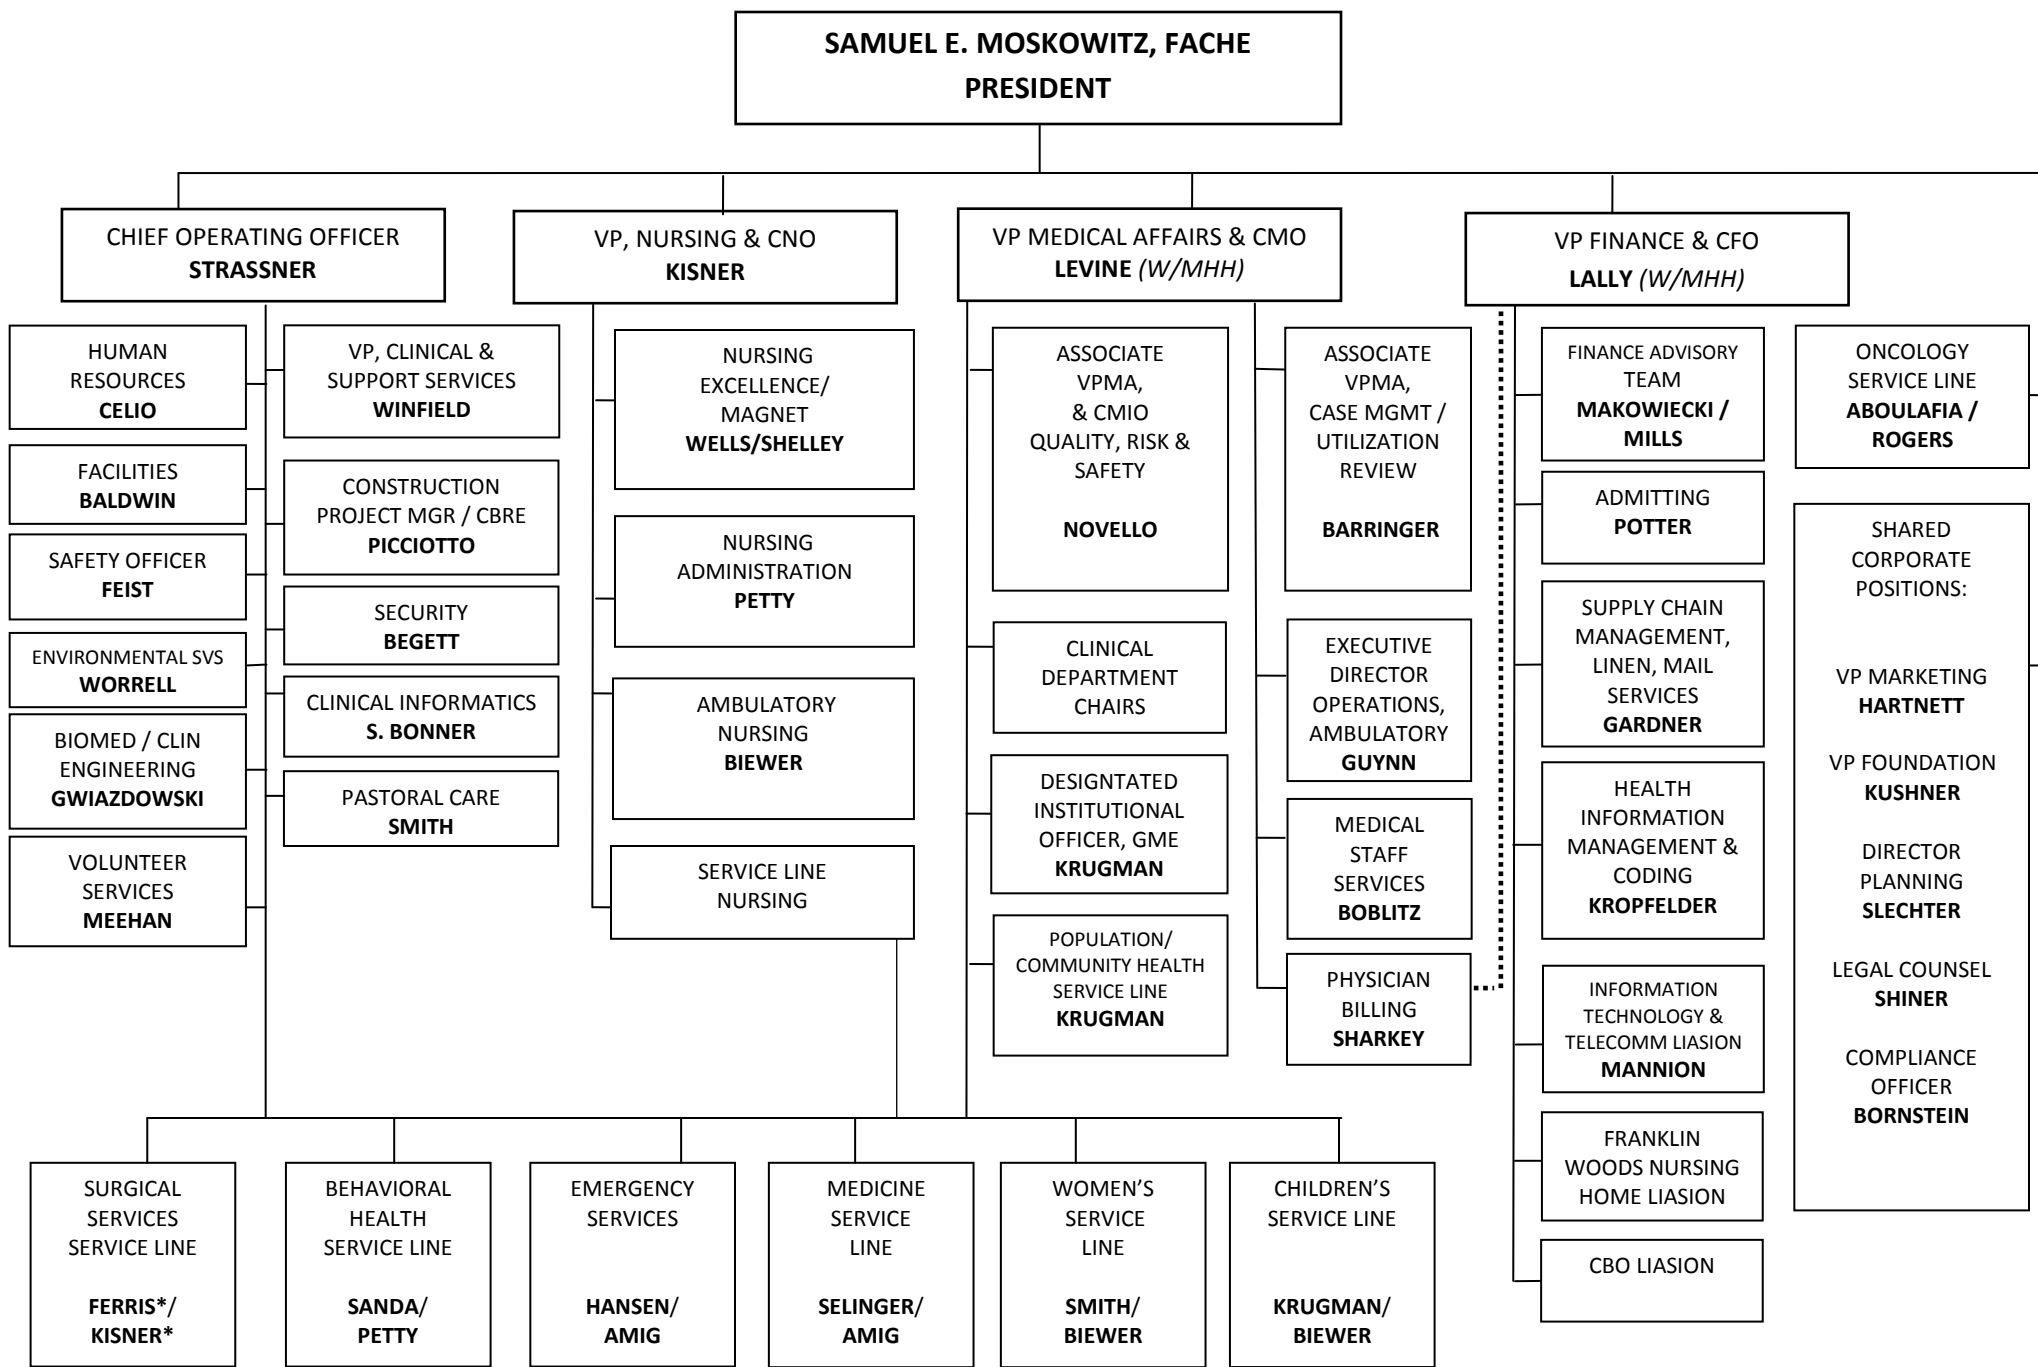 SAMUEL E. MOSKOWITZ, FACHE
PRESIDENT
CHIEF OPERATING OFFICER
STRASSNER
VP, NURSING & CNO
KISNER
VP MEDICAL AFFAIRS & CMO
LEVINE (W/MHH)
VP FINANCE & CFO
LALLY (W/MHH)
HUMAN
RESOURCES
CELIO
FACILITIES
BALDWIN
SAFETY OFFICER
FEIST
ENVIRONMENTAL SVS
WORRELL
BIOMED / CLIN
ENGINEERING
GWIAZDOWSKI
VOLUNTEER
SERVICES
MEEHAN
VP, CLINICAL &
SUPPORT SERVICES
WINFIELD
CONSTRUCTION
PROJECT MGR / CBRE
PICCIOTTO
SECURITY
BEGETT
CLINICAL INFORMATICS
S. BONNER
PASTORAL CARE
SMITH
NURSING
EXCELLENCE/
MAGNET
WELLS/SHELLEY
NURSING
ADMINISTRATION
PETTY
AMBULATORY
NURSING
BIEWER
SERVICE LINE
NURSING
ASSOCIATE
VPMA,
& CMIO
QUALITY, RISK &
SAFETY
NOVELLO
CLINICAL
DEPARTMENT
CHAIRS
DESIGNTATED
INSTITUTIONAL
OFFICER, GME
KRUGMAN
POPULATION/
COMMUNITY HEALTH
SERVICE LINE
KRUGMAN
ASSOCIATE
VPMA,
CASE MGMT /
UTILIZATION
REVIEW
BARRINGER
EXECUTIVE
DIRECTOR
OPERATIONS,
AMBULATORY
GUYNN
MEDICAL
STAFF
SERVICES
BOBLITZ
PHYSICIAN
BILLING
SHARKEY
FINANCE ADVISORY
TEAM
MAKOWIECKI /
MILLS
ADMITTING
POTTER
SUPPLY CHAIN
MANAGEMENT,
LINEN, MAIL
SERVICES
GARDNER
HEALTH
INFORMATION
MANAGEMENT &
CODING
KROPFELDER
INFORMATION
TECHNOLOGY &
TELECOMM LIASION
MANNION
FRANKLIN
WOODS NURSING
HOME LIASION
CBO LIASION
ONCOLOGY
SERVICE LINE
ABOULAFIA /
ROGERS
SHARED
CORPORATE
POSITIONS:
VP MARKETING
HARTNETT
VP FOUNDATION
KUSHNER
DIRECTOR
PLANNING
SLECHTER
LEGAL COUNSEL
SHINER
COMPLIANCE
OFFICER
BORNSTEIN
SURGICAL
SERVICES
SERVICE LINE
FERRIS*/
KISNER*
BEHAVIORAL
HEALTH
SERVICE LINE
SANDA/
PETTY
EMERGENCY
SERVICES
HANSEN/
AMIG
MEDICINE
SERVICE
LINE
SELINGER/
AMIG
WOMEN’S
SERVICE
LINE
SMITH/
BIEWER
CHILDREN’S
SERVICE LINE
KRUGMAN/
BIEWER